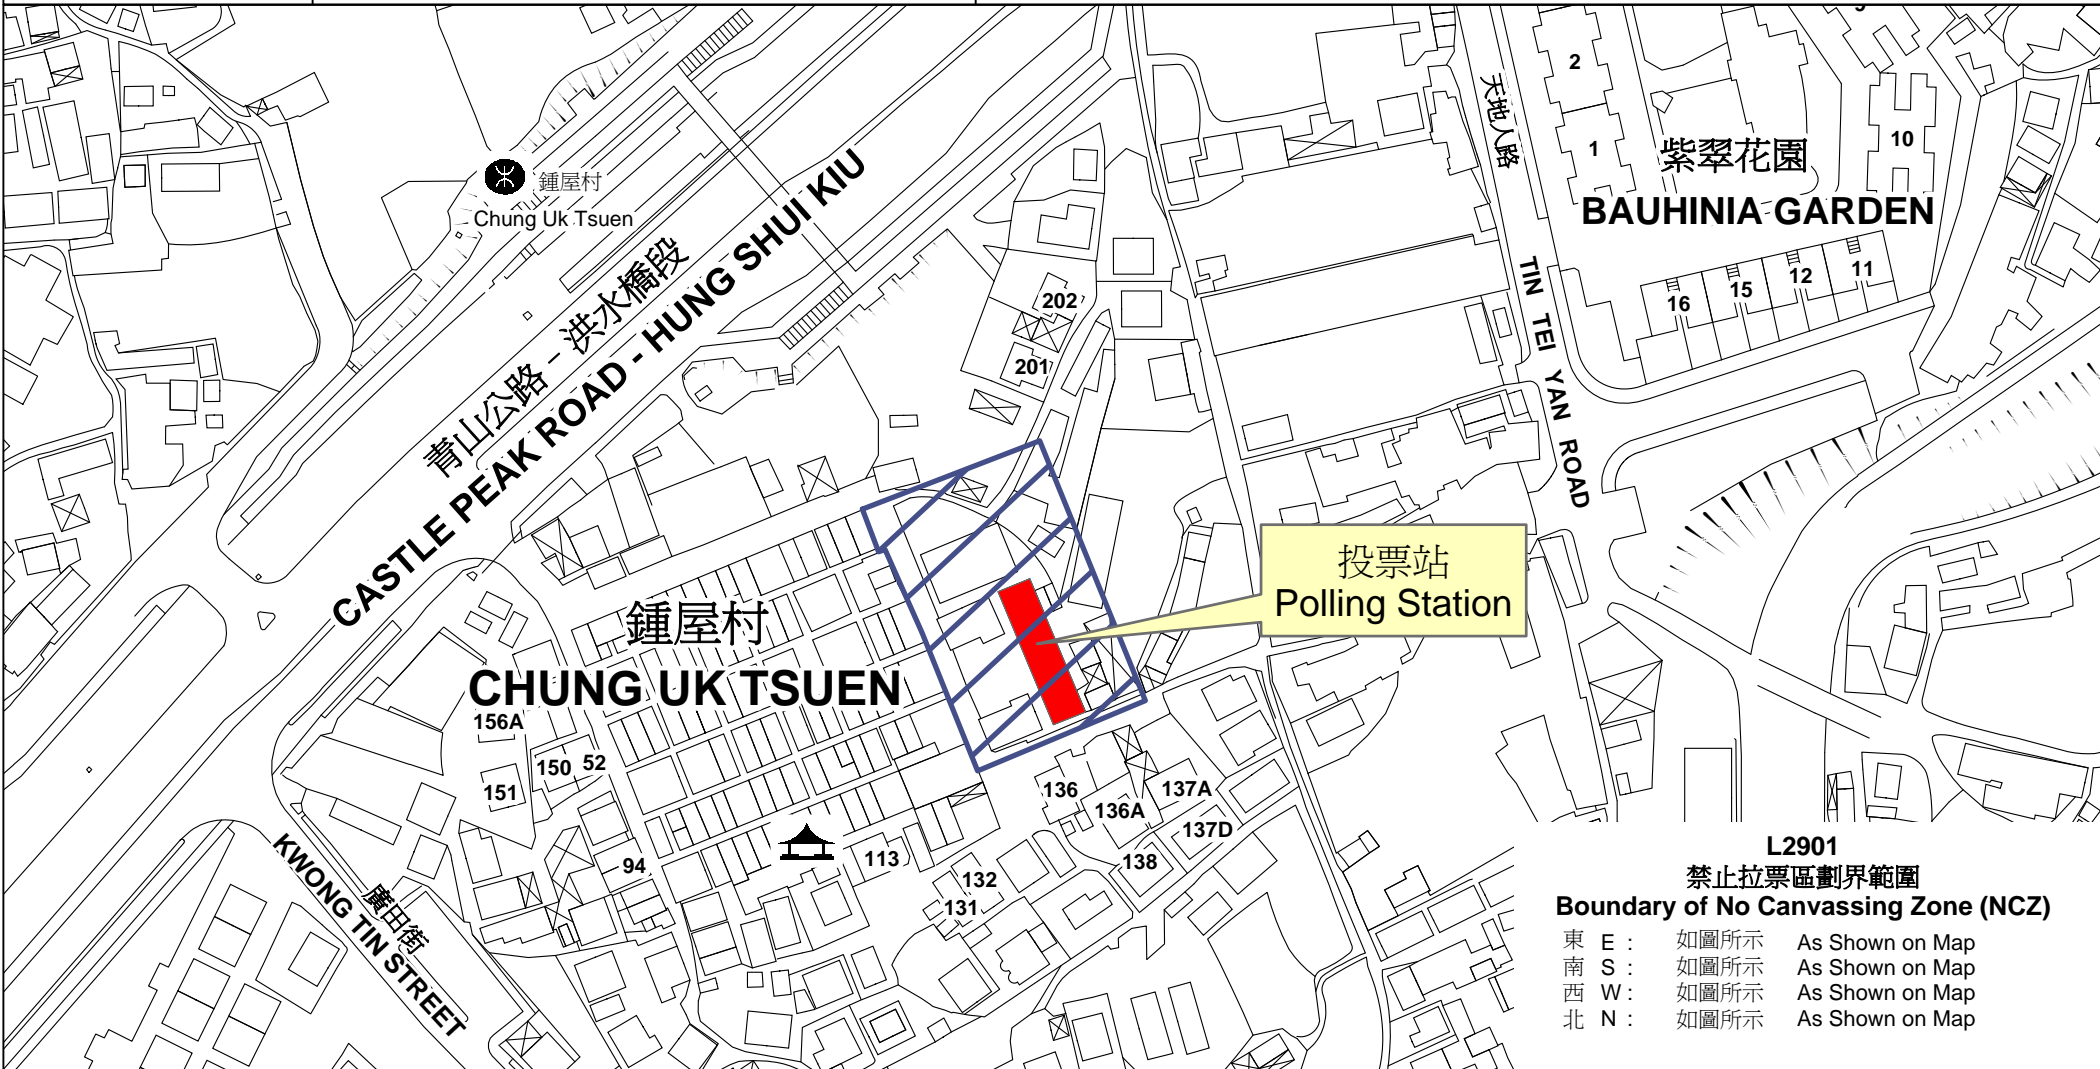 鍾屋村
Chung Uk Tsuen
青山公路 - 洪水橋段
CASTLE PEAK ROAD - HUNG SHUI KIU
天地人路
TIN TEI YAN ROAD
2
1
10
紫翠花園
BAUHINIA GARDEN
16
15
12
11
202
201
投票站
Polling Station
鍾屋村
CHUNG UK TSUEN
156A
150
52
151
94
113
132
131
136
136A
137A
137D
138
廣田街
KWONG TIN STREET
L2901
禁止拉票區劃界範圍
Boundary of No Canvassing Zone (NCZ)
東 E : 如圖所示 As Shown on Map
南 S : 如圖所示 As Shown on Map
西 W : 如圖所示 As Shown on Map
北 N : 如圖所示 As Shown on Map